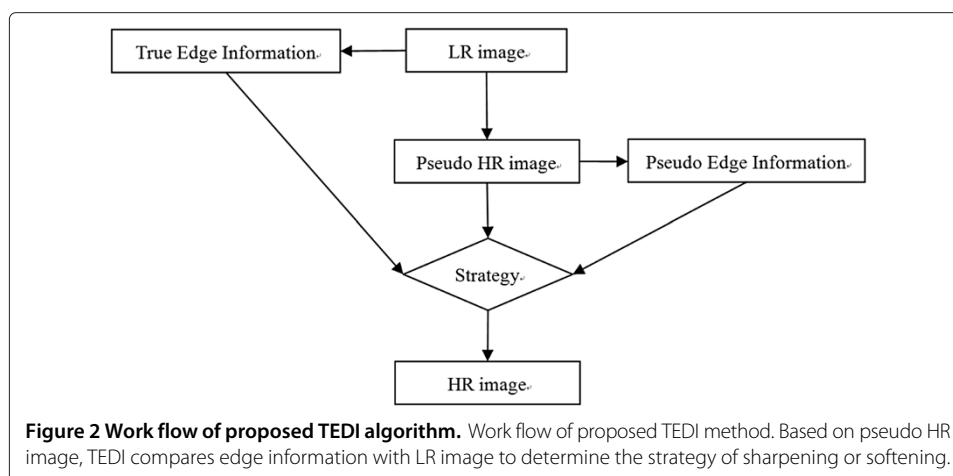 True Edge Information
LR image
Pseudo HR image
Pseudo Edge Information
Strategy
HR image
Figure 2 Work flow of proposed TEDI algorithm. Work flow of proposed TEDI method. Based on pseudo HR
image, TEDI compares edge information with LR image to determine the strategy of sharpening or softening.